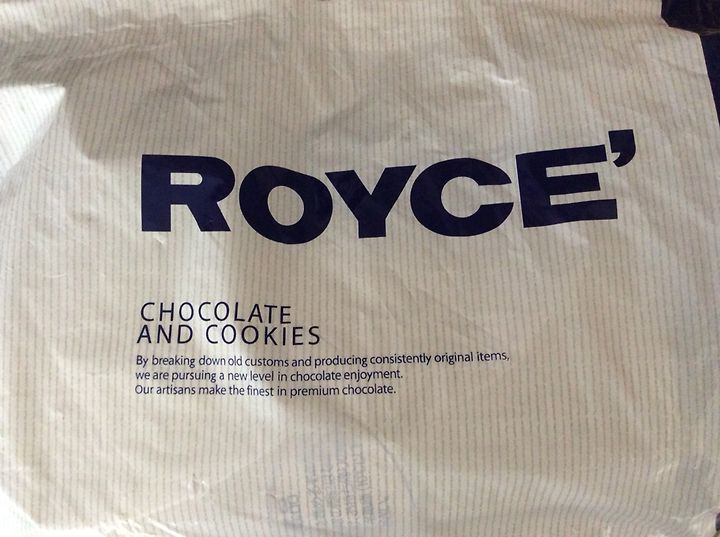 ROYCE'
CHOCOLATE
AND COOKIES
By breaking down old customs and producing consistently original items,
we are pursuing a new level in chocolate enjoyment.
Our artisans make the finest in premium chocolate.